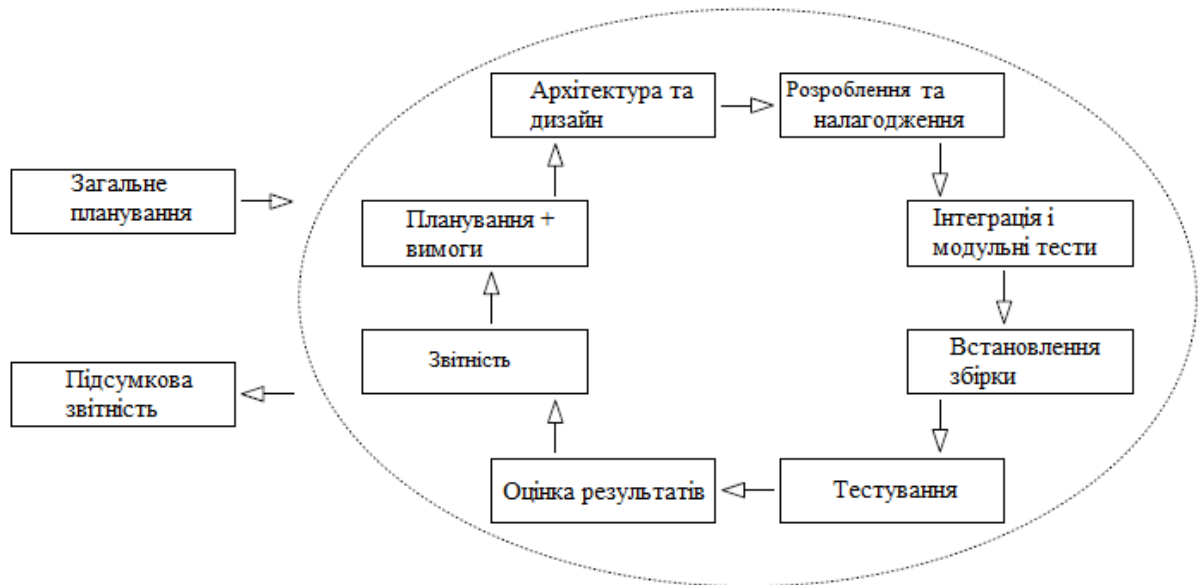 Архітектура та
дизайн
Розроблення та
налагодження
Загальне
планування
Планування +
вимоги
Інтеграція і
модульні тести
Звітність
Встановлення
збірки
Підсумкова
звітність
Оцінка результатів
Тестування